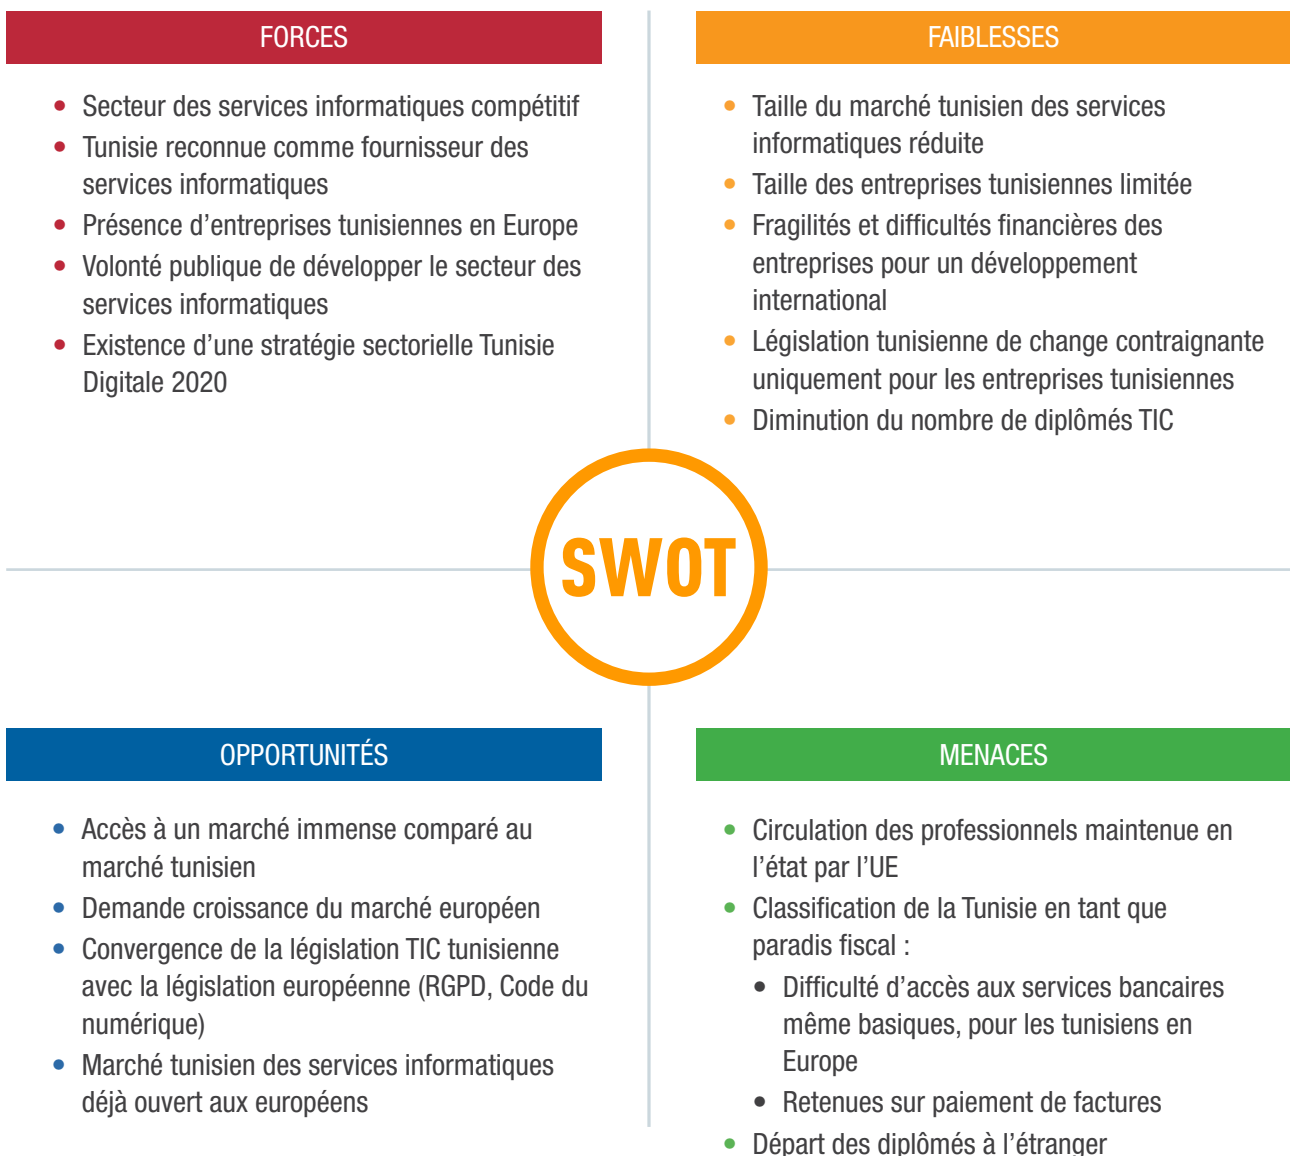 FORCES
• Secteur des services informatiques compétitif
• Tunisie reconnue comme fournisseur des
services informatiques
• Présence d’entreprises tunisiennes en Europe
• Volonté publique de développer le secteur des
services informatiques
• Existence d’une stratégie sectorielle Tunisie
Digitale 2020
FAIBLESSES
• Taille du marché tunisien des services
informatiques réduite
• Taille des entreprises tunisiennes limitée
• Fragilités et difficultés financières des
entreprises pour un développement
international
• Législation tunisienne de change contraignante
uniquement pour les entreprises tunisiennes
• Diminution du nombre de diplômés TIC
SWOT
OPPORTUNITÉS
• Accès à un marché immense comparé au
marché tunisien
• Demande croissance du marché européen
• Convergence de la législation TIC tunisienne
avec la législation européenne (RGPD, Code du
numérique)
• Marché tunisien des services informatiques
déjà ouvert aux européens
MENACES
• Circulation des professionnels maintenue en
l’état par l’UE
• Classification de la Tunisie en tant que
paradis fiscal :
• Difficulté d’accès aux services bancaires
même basiques, pour les tunisiens en
Europe
• Retenues sur paiement de factures
• Départ des diplômés à l’étranger